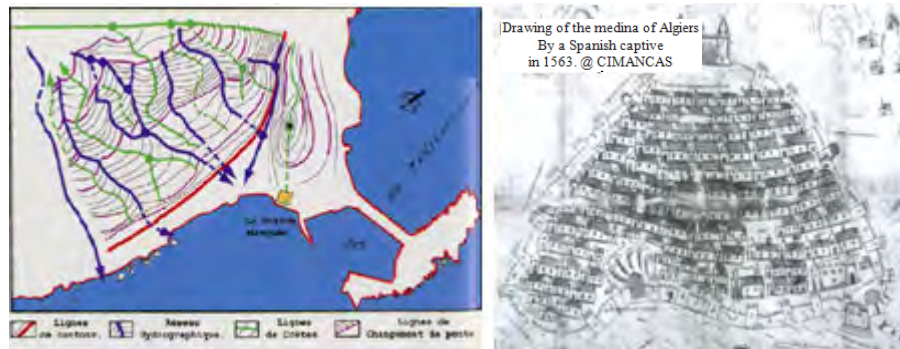 Drawing of the medina of Algiers
By a Spanish captive
in 1563. @ CIMANCAS
Lignes
de contour.
Réseau
Hydrographique.
Lignes
de Crêtes
Lignes de
Changement de pente